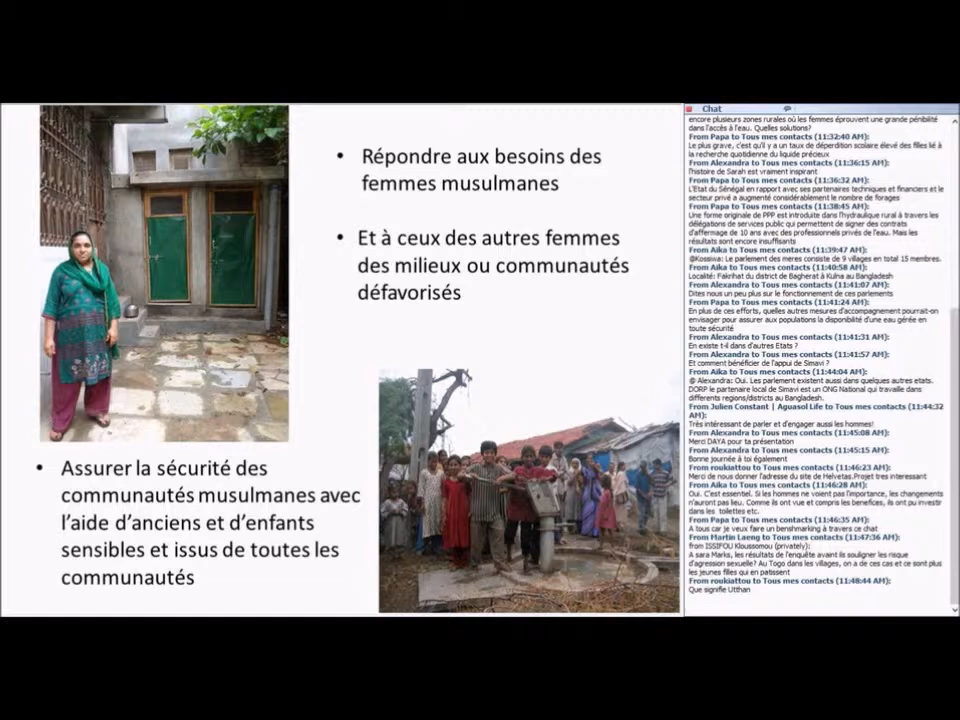 • Répondre aux besoins des
femmes musulmanes
• Et à ceux des autres femmes
des milieux ou communautés
défavorisés
• Assurer la sécurité des
communautés musulmanes avec
l'aide d'anciens et d'enfants
sensibles et issus de toutes les
communautés
Chat
encore plusieurs zones rurales où les femmes éprouvent une grande pénibilité
dans l'accès à l'eau. Quelles solutions?
From Papa to Tous mes contacts (11:32:40 AM):
Le plus grave, c'est qu'il y a un taux de déperdition scolaire élevé des filles lié à
la recherche quotidienne du liquide précieux
From Alexandra to Tous mes contacts (11:36:15 AM):
l'histoire de Sarah est vraiment inspirant
From Papa to Tous mes contacts (11:36:32 AM):
L'Etat du Sénégal en rapport avec ses partenaires techniques et financiers et le
secteur privé a augmenté considérablement le nombre de forages
From Papa to Tous mes contacts (11:38:45 AM):
Une forme originale de PPP est introduite dans l'hydraulique rural à travers les
délégations de services public qui permettent de signer des contrats
d'affermage de 10 ans avec des professionnels privés de l'eau. Mais les
résultats sont encore insuffisants
From Aika to Tous mes contacts (11:39:47 AM):
@Kossiwa: Le parlement des meres consiste de 9 villages en total 15 membres.
From Aika to Tous mes contacts (11:40:58 AM):
Localité: Fakrihat du district de Bagherat à Kulna au Bangladesh
From Alexandra to Tous mes contacts (11:41:07 AM):
Dites nous un peu plus sur le fonctionnement de ces parlements
From Papa to Tous mes contacts (11:41:24 AM):
En plus de ces efforts, quelles autres mesures d'accompagnement pourrait-on
envisager pour assurer aux populations la disponibilité d'une eau gérée en
toute sécurité
From Alexandra to Tous mes contacts (11:41:31 AM):
En existe t-il dans d'autres Etats ?
From Alexandra to Tous mes contacts (11:41:57 AM):
Et comment bénéficier de l'appui de Simavi ?
From Aika to Tous mes contacts (11:44:04 AM):
@ Alexandra: Oui. Les parlement existent aussi dans quelques autres etats.
DORP le partenaire local de Simavi est un ONG National qui travaille dans
differents regions/districts au Bangladesh.
From Julien Constant | Aguasol Life to Tous mes contacts (11:44:32
AM):
Très intéressant de parler et d'engager aussi les hommes!
From Alexandra to Tous mes contacts (11:45:08 AM):
Merci DAYA pour ta présentation
From Alexandra to Tous mes contacts (11:45:15 AM):
Bonne journée à toi également
From roukiattou to Tous mes contacts (11:46:23 AM):
Merci de nous donner l'adresse du site de Helvetas.Projet tres interessant
From Aika to Tous mes contacts (11:46:28 AM):
Oui. C'est essentiel. Si les hommes ne voient pas l'importance, les changements
n'auront pas lieu. Comme ils ont vue et compris les benefices, ils ont pu investir
dans les toilettes etc.
From Papa to Tous mes contacts (11:46:35 AM):
A tous car je veux faire un benshmarking à travers ce chat
From Martin Laeng to Tous mes contacts (11:47:36 AM):
from ISSIFOU Kloussomou (privately):
A sara Marks, les résultats de l'enquête avait ils souligner les risque
d'agression sexuelle? Au Togo dans les villages, on a de ces cas et ce sont plus
les jeunes filles qui en patissent
From roukiattou to Tous mes contacts (11:48:44 AM):
Que signifie Utthan